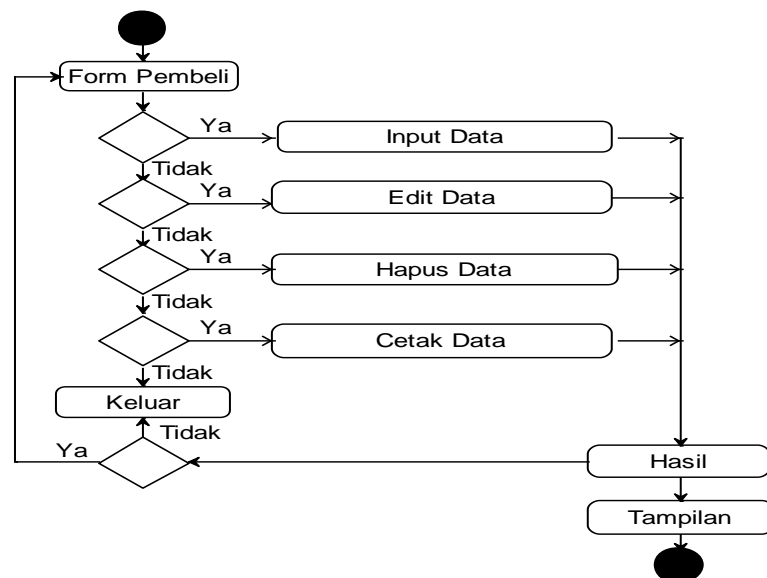 Form Pembeli
Ya
Input Data
Tidak
Ya
Edit Data
Tidak
Ya
Hapus Data
Tidak
Ya
Cetak Data
Tidak
Keluar
Tidak
Ya
Hasil
Tampilan